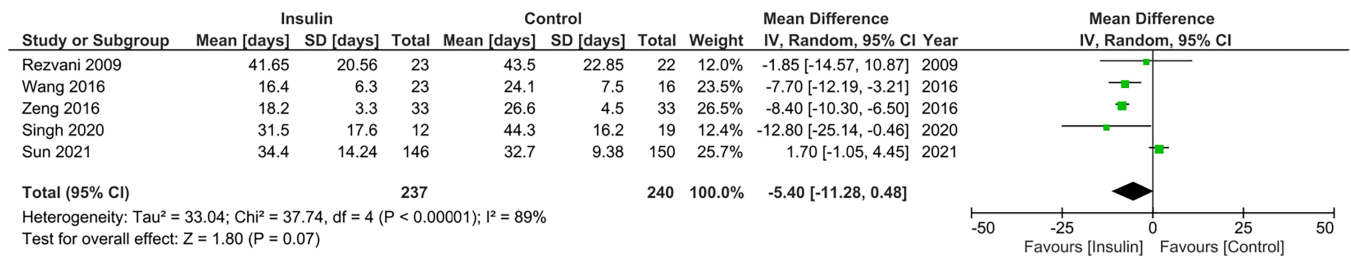 Insulin Control Mean Difference Mean Difference
Study or Subgroup Mean [days] SD [days] Total Mean [days] SD [days] Total Weight IV, Random, 95% CI Year IV, Random, 95% CI
Rezvani 2009 41.65 20.56 23 43.5 22.85 22 12.0% -1.85 [-14.57, 10.87] 2009
Wang 2016 16.4 6.3 23 24.1 7.5 16 23.5% -7.70 [-12.19, -3.21] 2016
Zeng 2016 18.2 3.3 33 26.6 4.5 33 26.5% -8.40 [-10.30, -6.50] 2016
Singh 2020 31.5 17.6 12 44.3 16.2 19 12.4% -12.80 [-25.14, -0.46] 2020
Sun 2021 34.4 14.24 146 32.7 9.38 150 25.7% 1.70 [-1.05, 4.45] 2021
Total (95% CI) 237 240 100.0% -5.40 [-11.28, 0.48]
Heterogeneity: Tau² = 33.04; Chi² = 37.74, df = 4 (P < 0.00001); I² = 89%
Test for overall effect: Z = 1.80 (P = 0.07)
-50 -25 0 25 50
Favours [Insulin] Favours [Control]